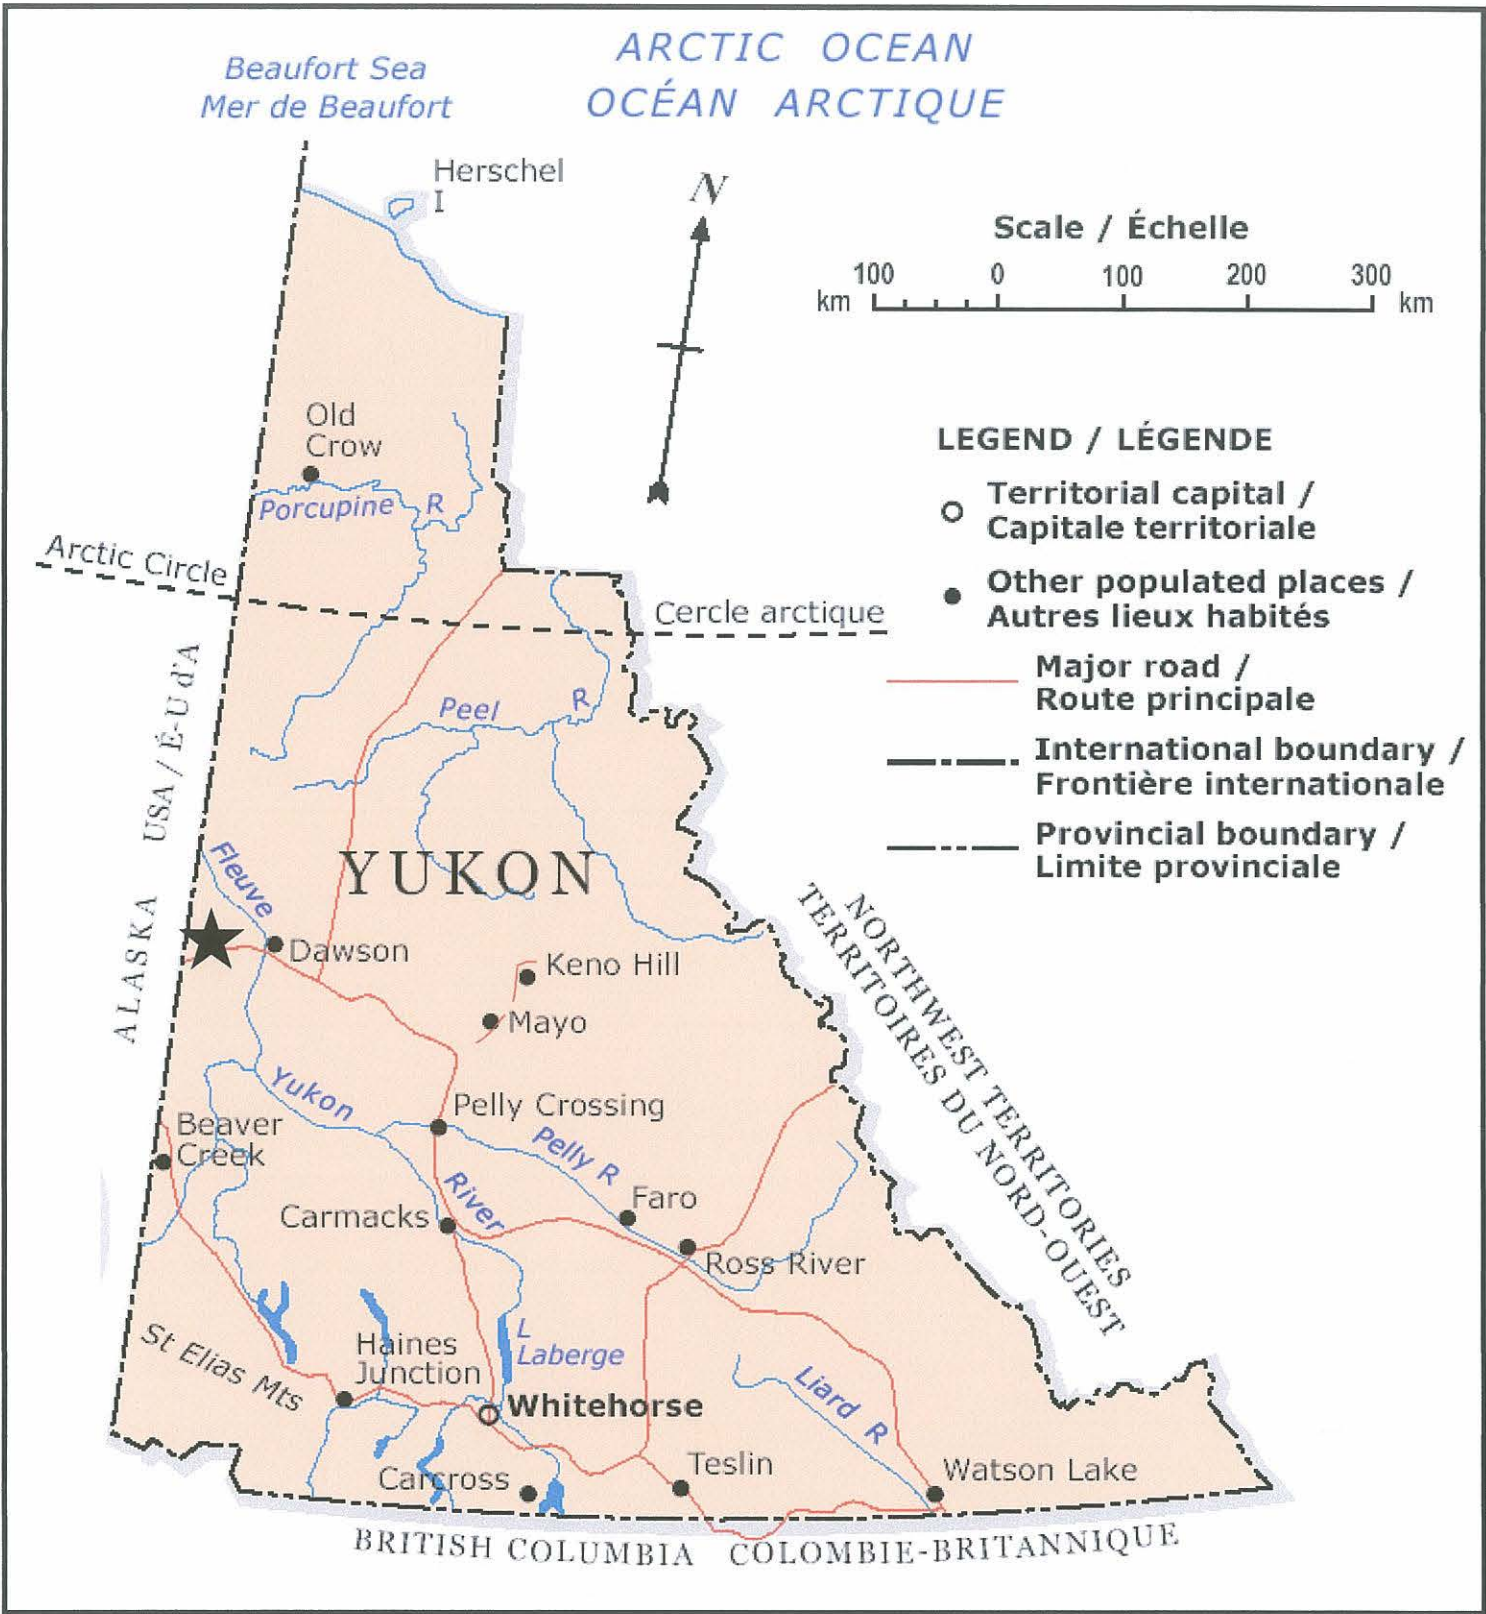 Beaufort Sea
Mer de Beaufort
ARCTIC OCEAN
OCÉAN ARCTIQUE
Herschel
I
N
Scale / Échelle
100 0 100 200 300
km km
Old
Crow
Porcupine R
Arctic Circle
Cercle arctique
LEGEND / LÉGENDE
Territorial capital /
Capitale territoriale
Other populated places /
Autres lieux habités
Major road /
Route principale
International boundary /
Frontière internationale
Provincial boundary /
Limite provinciale
Peel R
ALASKA USA / É-U d'A
Fleuve
YUKON
Dawson
Keno Hill
Mayo
NORTHWEST TERRITORIES
TERRITOIRES DU NORD-OUEST
Yukon
River
Beaver
Creek
Pelly Crossing
Pelly R
Faro
Carmacks
Ross River
St Elias Mts
Haines
Junction
L
Laberge
Whitehorse
Liard R
Carcross
Teslin
Watson Lake
BRITISH COLUMBIA COLOMBIE-BRITANNIQUE